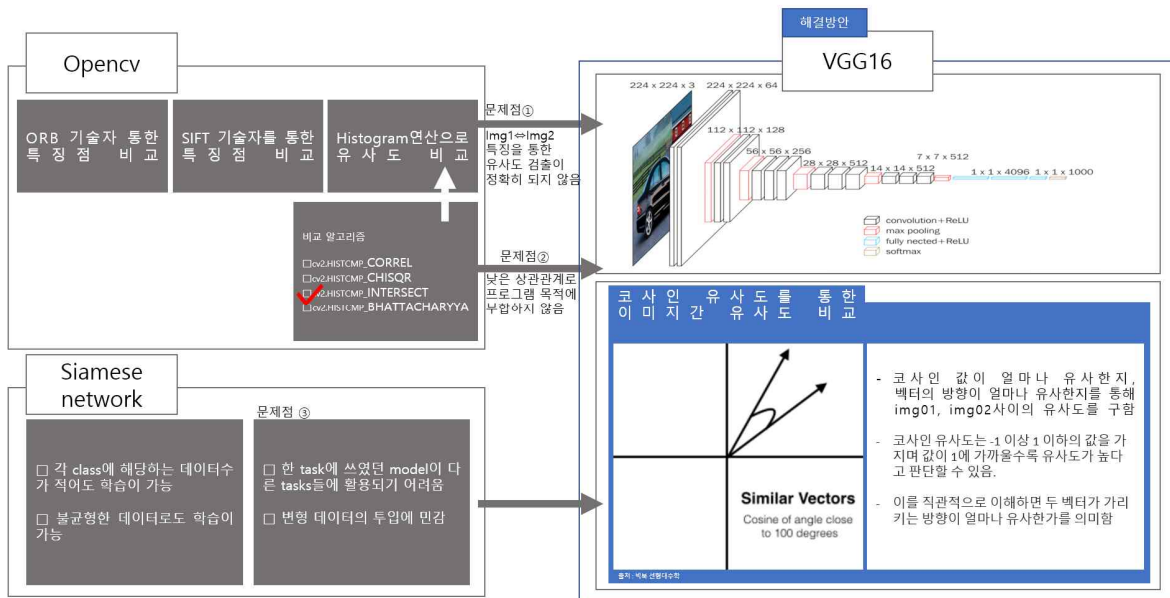 Opencv
ORB 기술자 통한
특징점 비교
SIFT 기술자를 통한
특징점 비교
Histogram연산으로
유사도 비교
비교 알고리즘
□cv2.HISTCMP_CORREL
□cv2.HISTCMP_CHISQR
□cv2.HISTCMP_INTERSECT
□cv2.HISTCMP_BHATTACHARYYA
문제점①
Img1⇔Img2
특징을 통한
유사도 검출이
정확히 되지 않음
문제점②
낮은 상관관계로
프로그램 목적에
부합하지 않음
Siamese
network
□ 각 class에 해당하는 데이터수
가 적어도 학습이 가능
□ 불균형한 데이터로도 학습이
가능
문제점 ③
□ 한 task에 쓰였던 model이 다
른 tasks들에 활용되기 어려움
□ 변형 데이터의 투입에 민감
해결방안
VGG16
224 x 224 x 3
224 x 224 x 64
112 x 112 x 128
56 x 56 x 256
28 x 28 x 512
14 x 14 x 512
7 x 7 x 512
1 x 1 x 4096
1 x 1 x 1000
convolution+ReLU
max pooling
fully nected+ReLU
softmax
코사인 유사도를 통한
이미지간 유사도 비교
Similar Vectors
Cosine of angle close
to 100 degrees
- 코사인 값이 얼마나 유사한지,
벡터의 방향이 얼마나 유사한지를 통해
img01, img02사이의 유사도를 구함
- 코사인 유사도는 -1 이상 1 이하의 값을 가
지며 값이 1에 가까울수록 유사도가 높다
고 판단할 수 있음.
- 이를 직관적으로 이해하면 두 벡터가 가리
키는 방향이 얼마나 유사한가를 의미함
출처 : 빅북 선형대수학